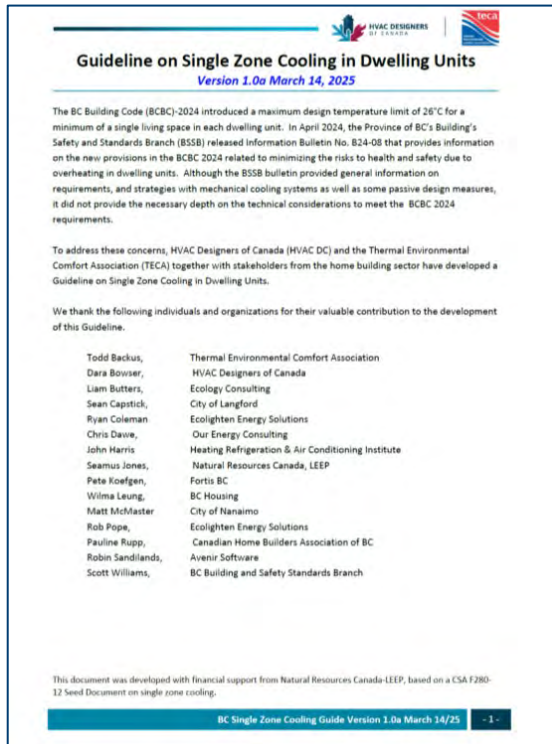 HVAC DESIGNERS
OF CANADA
teca
Guideline on Single Zone Cooling in Dwelling Units
Version 1.0a March 14, 2025
The BC Building Code (BCBC)-2024 introduced a maximum design temperature limit of 26°C for a
minimum of a single living space in each dwelling unit. In April 2024, the Province of BC's Building's
Safety and Standards Branch (BSSB) released Information Bulletin No. B24-08 that provides information
on the new provisions in the BCBC 2024 related to minimizing the risks to health and safety due to
overheating in dwelling units. Although the BSSB bulletin provided general information on
requirements, and strategies with mechanical cooling systems as well as some passive design measures,
it did not provide the necessary depth on the technical considerations to meet the BCBC 2024
requirements.
To address these concerns, HVAC Designers of Canada (HVAC DC) and the Thermal Environmental
Comfort Association (TECA) together with stakeholders from the home building sector have developed a
Guideline on Single Zone Cooling in Dwelling Units.
We thank the following individuals and organizations for their valuable contribution to the development
of this Guideline.
Todd Backus, Thermal Environmental Comfort Association
Dara Bowser, HVAC Designers of Canada
Liam Butters, Ecology Consulting
Sean Capstick, City of Langford
Ryan Coleman Ecolighten Energy Solutions
Chris Dawe, Our Energy Consulting
John Harris Heating Refrigeration & Air Conditioning Institute
Seamus Jones, Natural Resources Canada, LEEP
Pete Koefgen, Fortis BC
Wilma Leung, BC Housing
Matt McMaster City of Nanaimo
Rob Pope, Ecolighten Energy Solutions
Pauline Rupp, Canadian Home Builders Association of BC
Robin Sandilands, Avenir Software
Scott Williams, BC Building and Safety Standards Branch
This document was developed with financial support from Natural Resources Canada-LEEP, based on a CSA F280-
12 Seed Document on single zone cooling.
BC Single Zone Cooling Guide Version 1.0a March 14/25 - 1 -